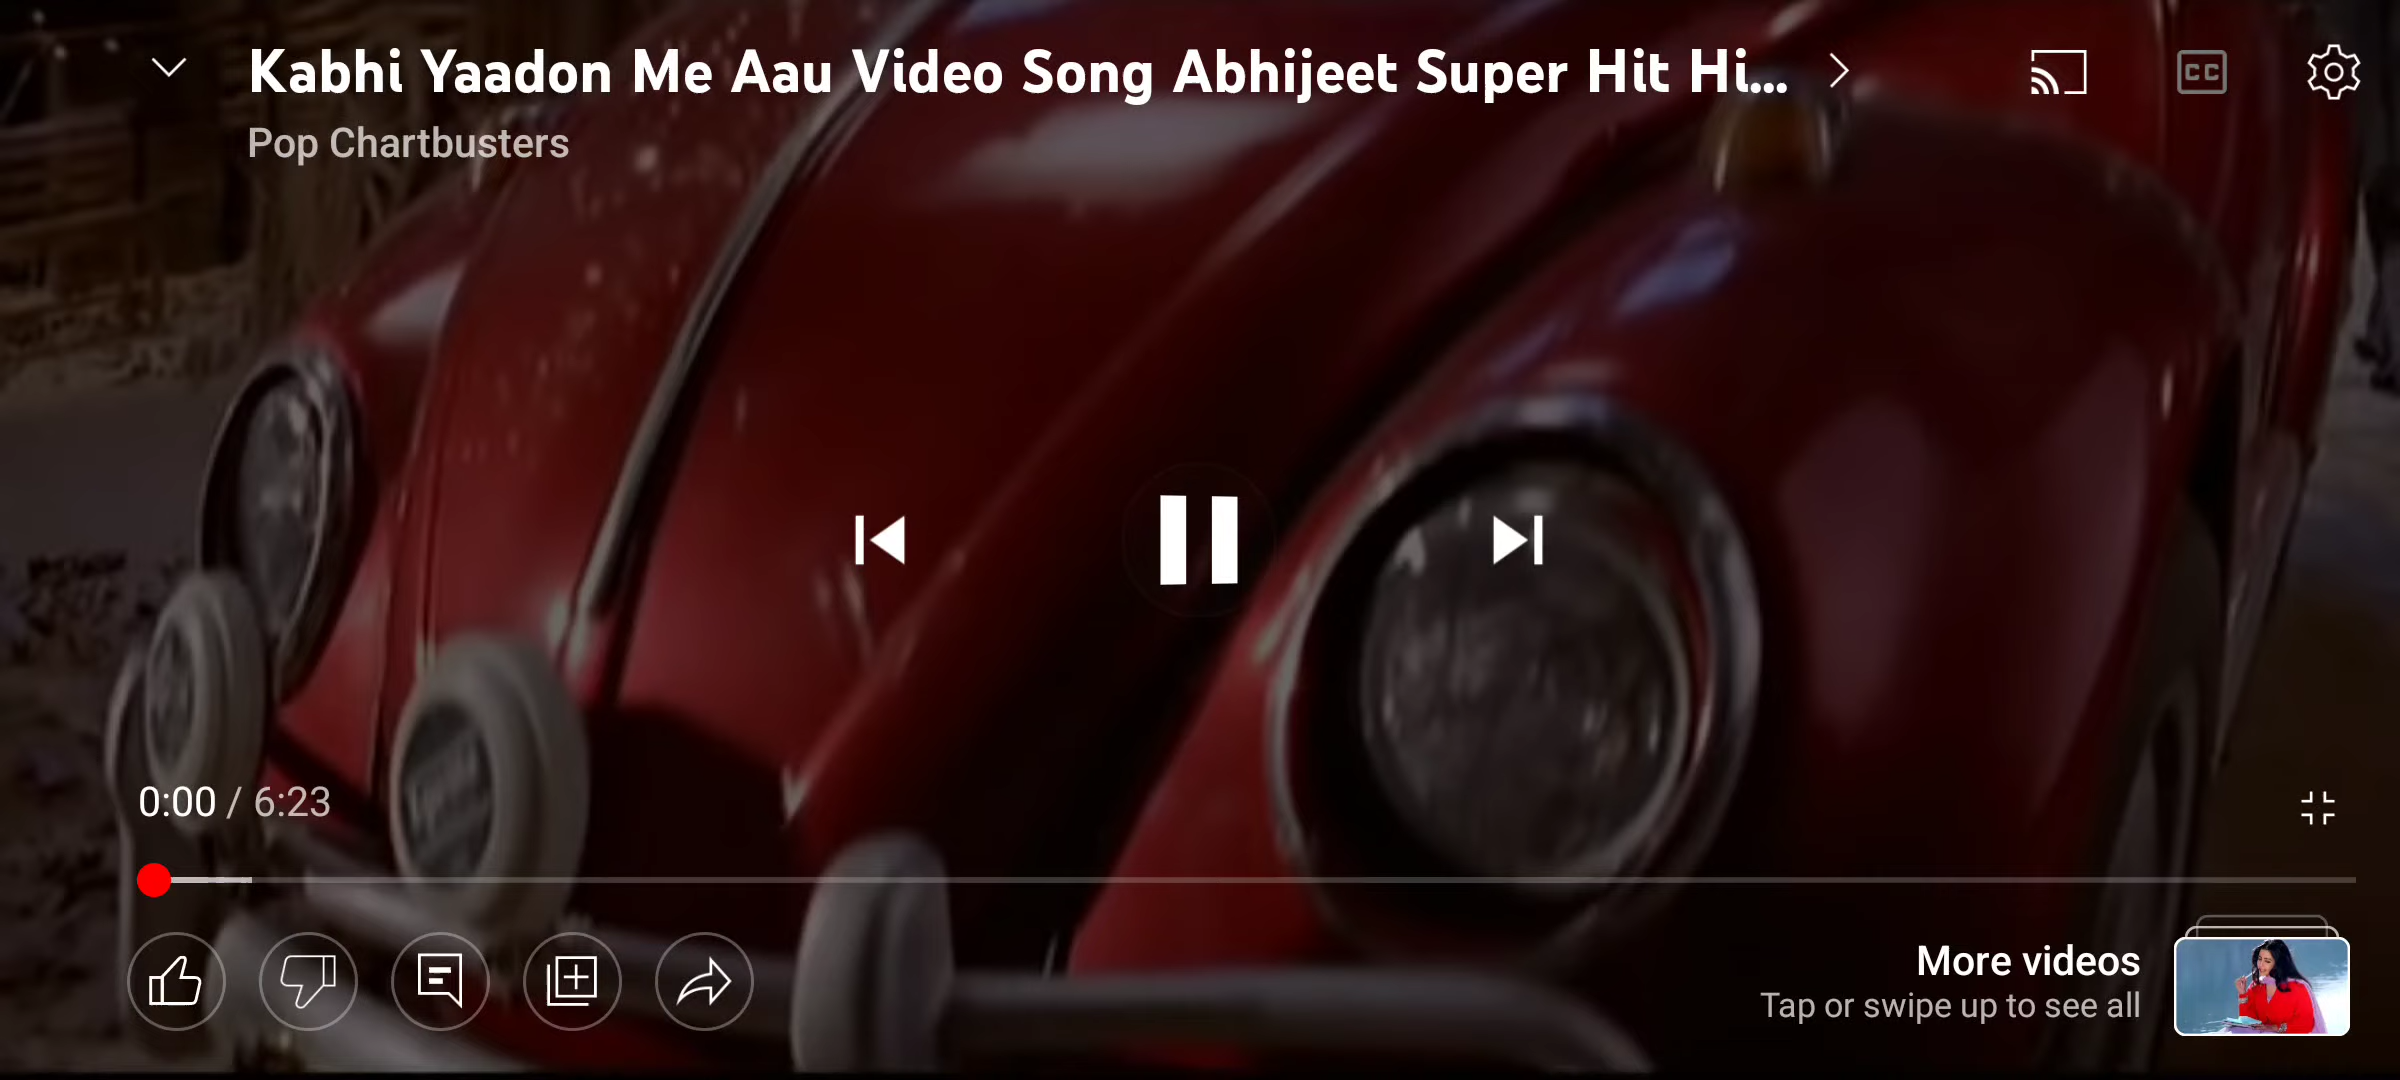 Kabhi Yaadon Me Aau Video Song Abhijeet Super Hit Hi...
CC
Pop Chartbusters
0:00 / 6:23
More videos
Tap or swipe up to see all